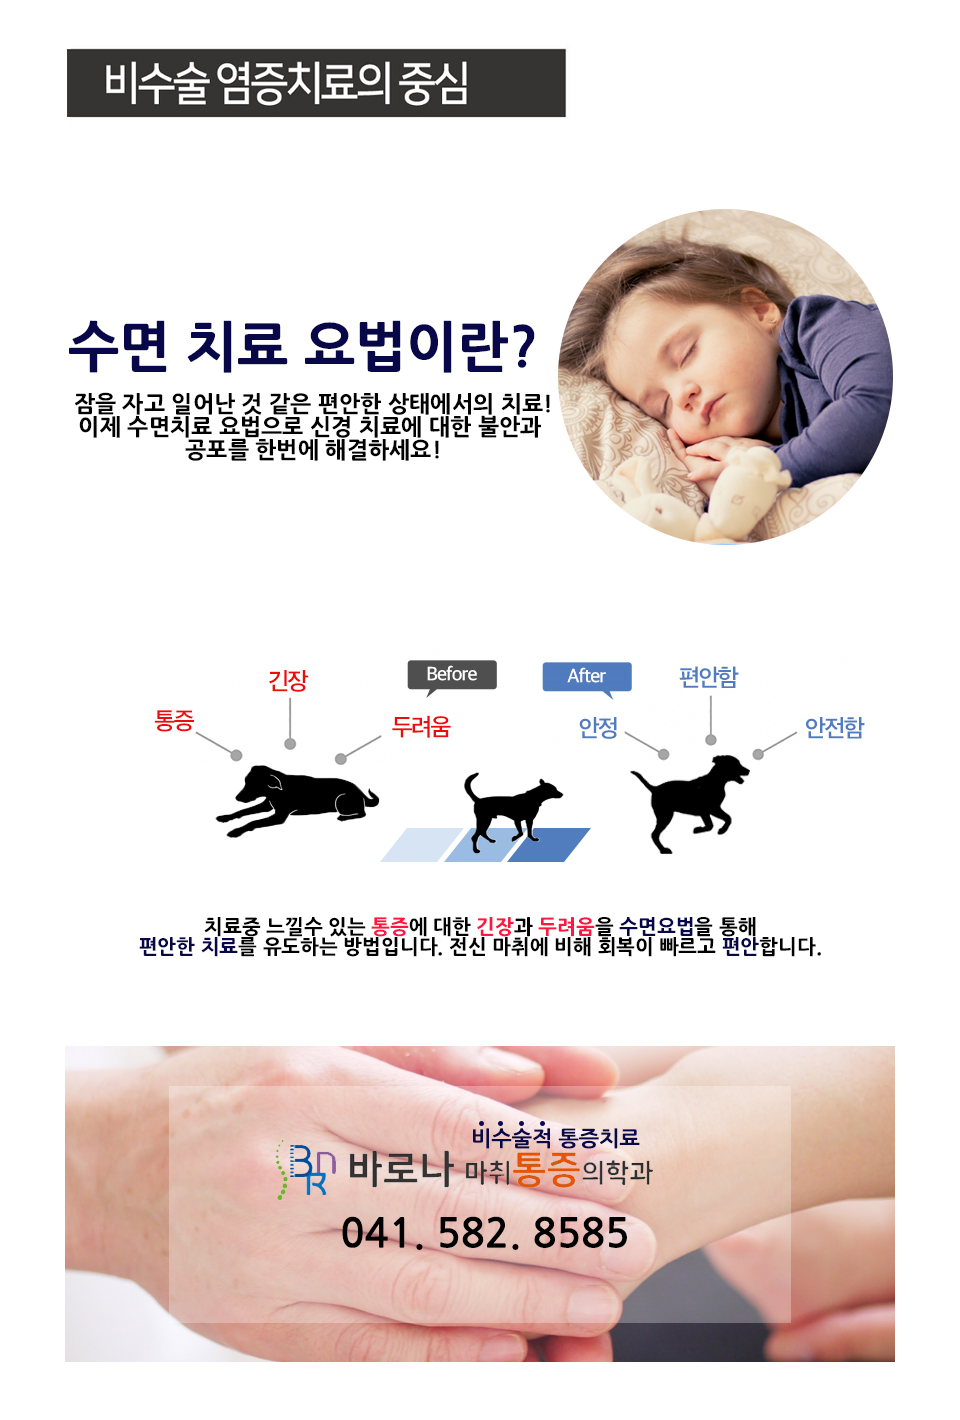 비수술 염증치료의 중심
수면 치료 요법이란?
잠을 자고 일어난 것 같은 편안한 상태에서의 치료!
이제 수면치료 요법으로 신경 치료에 대한 불안과
공포를 한번에 해결하세요!
Before
통증
긴장
두려움
After
안정
편안함
안전함
치료중 느낄수 있는 통증에 대한 긴장과 두려움을 수면요법을 통해
편안한 치료를 유도하는 방법입니다. 전신 마취에 비해 회복이 빠르고 편안합니다.
비수술적 통증치료
BRn 바로나 마취통증의학과
041. 582. 8585